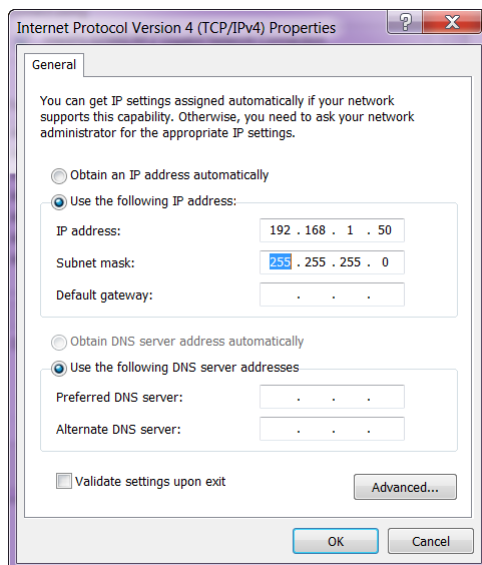 Internet Protocol Version 4 (TCP/IPv4) Properties
General
You can get IP settings assigned automatically if your network
supports this capability. Otherwise, you need to ask your network
administrator for the appropriate IP settings.
Obtain an IP address automatically
Use the following IP address:
IP address: 192 . 168 . 1 . 50
Subnet mask: 255 . 255 . 255 . 0
Default gateway: . . .
Obtain DNS server address automatically
Use the following DNS server addresses
Preferred DNS server: . . .
Alternate DNS server: . . .
Validate settings upon exit
Advanced...
OK Cancel